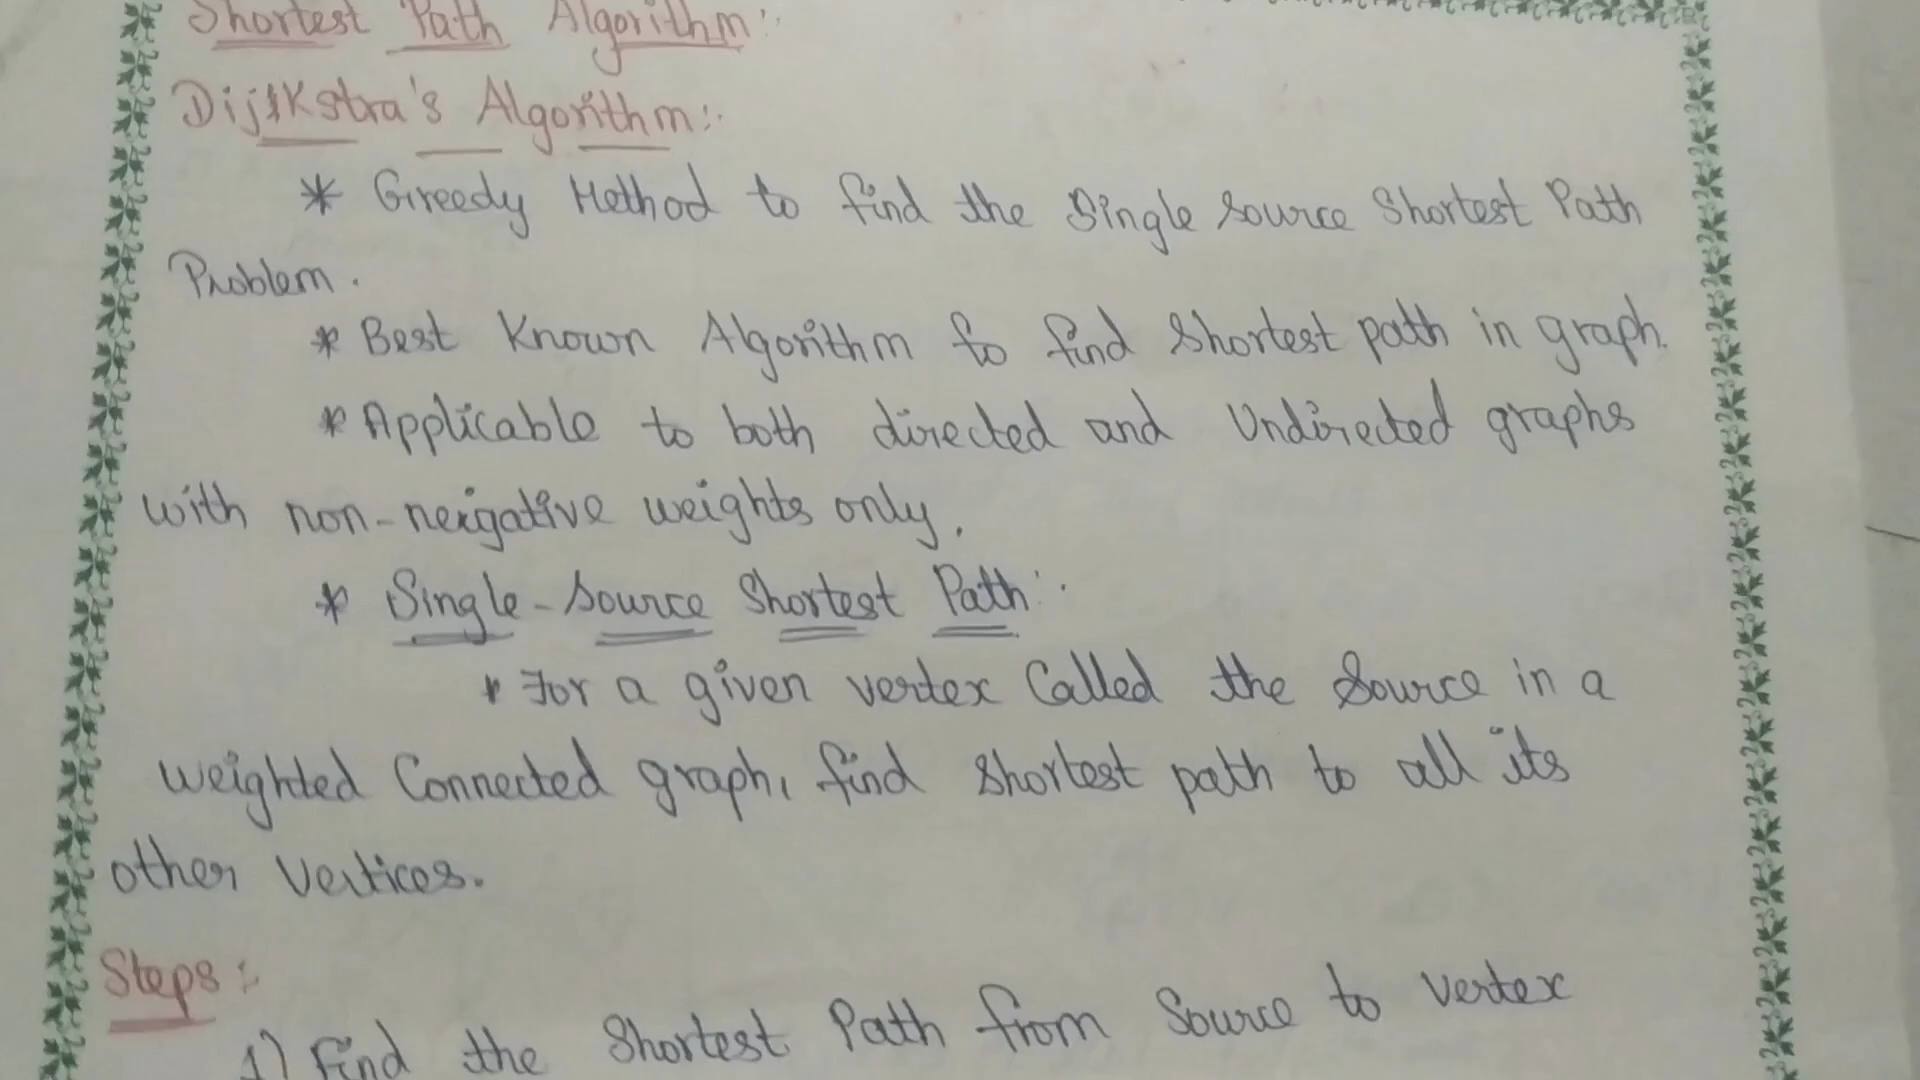 Shortest Path Algorithm:
Dijkstra's Algorithm:
* Greedy Method to find the Single source shortest Path
Problem.
* Best Known Algorithm to find shortest path in graph.
* Applicable to both directed and Undirected graphs
with non-neigative weights only.
* Single-source Shortest Path:
* For a given vertex Called the Source in a
weighted Connected graph, find shortest path to all its
other vertices.
Steps:
1) Find the Shortest Path from Source to vertex